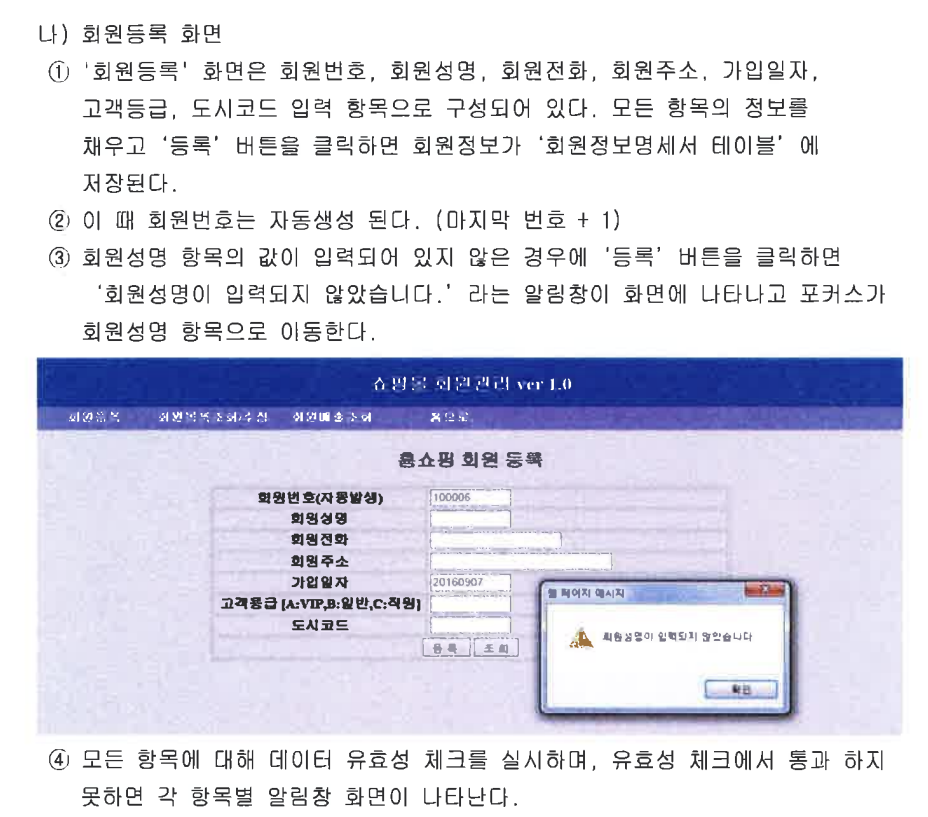 나) 회원등록 화면
① '회원등록' 화면은 회원번호, 회원성명, 회원전화, 회원주소, 가입일자,
고객등급, 도시코드 입력 항목으로 구성되어 있다. 모든 항목의 정보를
채우고 '등록' 버튼을 클릭하면 회원정보가 '회원정보명세서 테이블' 에
저장된다.
② 이 때 회원번호는 자동생성 된다. (마지막 번호 + 1)
③ 회원성명 항목의 값이 입력되어 있지 않은 경우에 '등록' 버튼을 클릭하면
'회원성명이 입력되지 않았습니다.' 라는 알림창이 화면에 나타나고 포커스가
회원성명 항목으로 이동한다.
쇼핑몰 회원관리 ver 1.0
회원등록 회원목록조회/수정 회원매출조회 홈으로.
홈쇼핑 회원 등록
회원번호(자동발생) 100006
회원성명
회원전화
회원주소
가입일자 20160907
고객등급 [A:VIP,B:일반,C:직원]
도시코드
등록 조회
웹 페이지 메시지
회원성명이 입력되지 않았습니다
확인
④ 모든 항목에 대해 데이터 유효성 체크를 실시하며, 유효성 체크에서 통과 하지
못하면 각 항목별 알림창 화면이 나타난다.